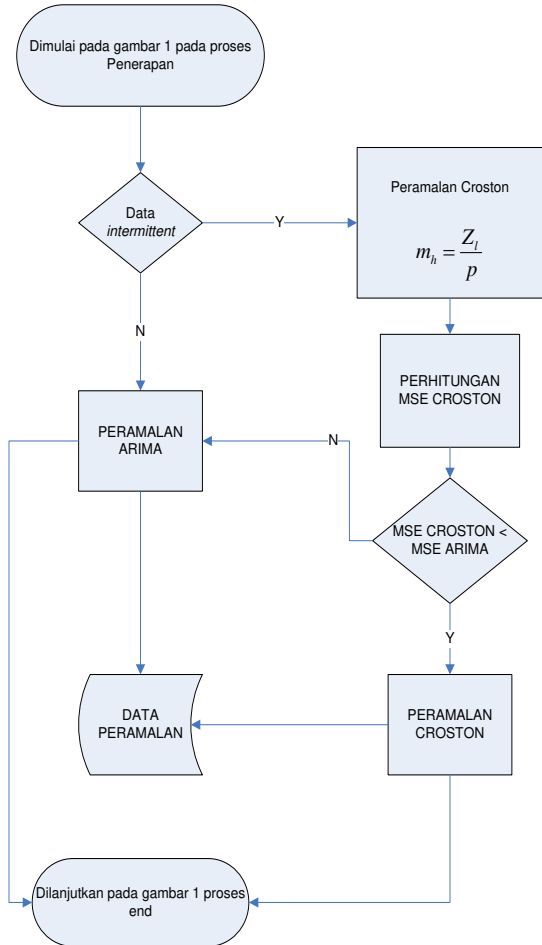 Dimulai pada gambar 1 pada proses
Penerapan
Data
intermittent
Y
Peramalan Croston
m_h = Z_l / p
N
PERHITUNGAN
MSE CROSTON
PERAMALAN
ARIMA
N
MSE CROSTON <
MSE ARIMA
Y
DATA
PERAMALAN
PERAMALAN
CROSTON
Dilanjutkan pada gambar 1 proses
end